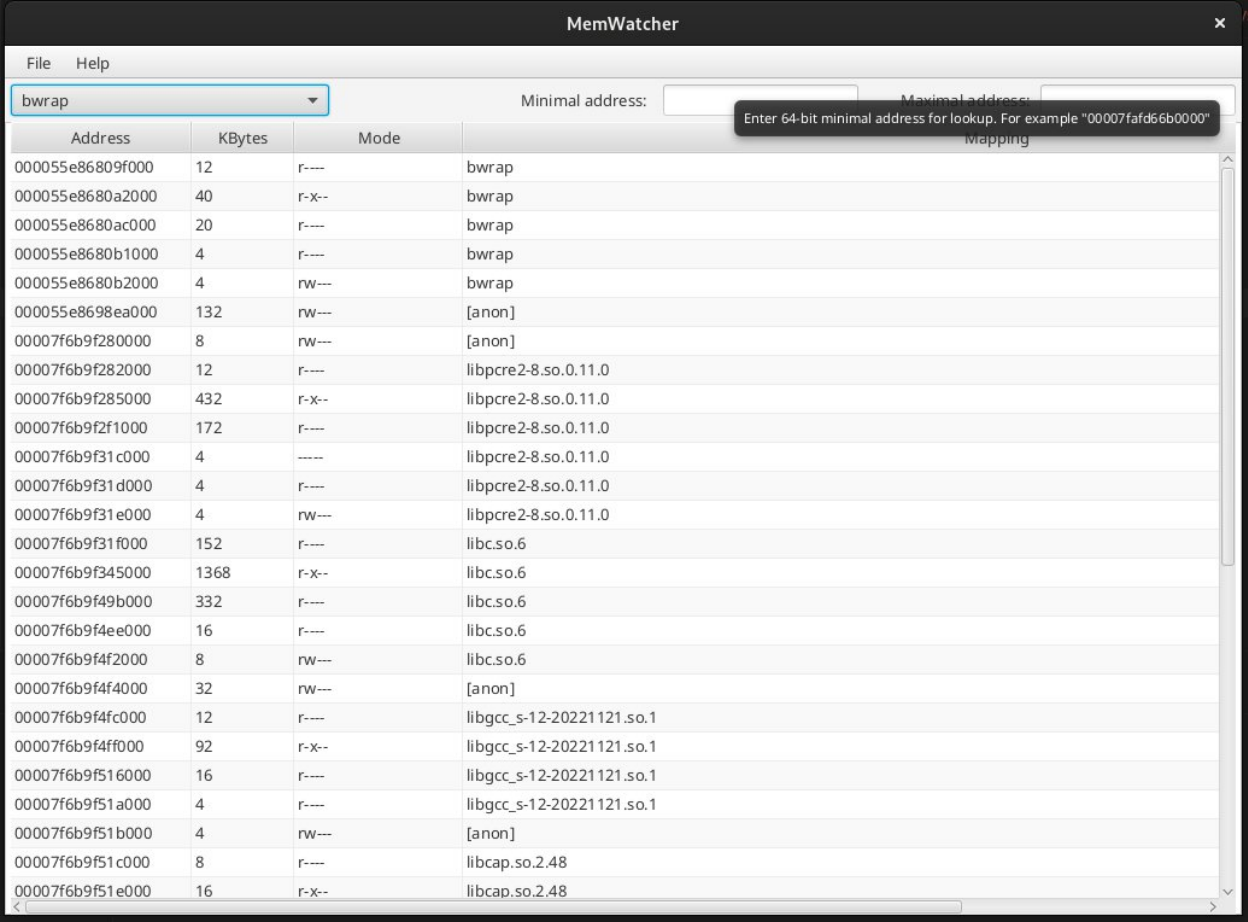 MemWatcher
File Help
bwrap Minimal address: Maximal address:
Enter 64-bit minimal address for lookup. For example "00007fafd66b0000"
Address KBytes Mode Mapping
000055e86809f000 12 r---- bwrap
000055e8680a2000 40 r-x-- bwrap
000055e8680ac000 20 r---- bwrap
000055e8680b1000 4 r---- bwrap
000055e8680b2000 4 rw--- bwrap
000055e8698ea000 132 rw--- [anon]
00007f6b9f280000 8 rw--- [anon]
00007f6b9f282000 12 r---- libpcre2-8.so.0.11.0
00007f6b9f285000 432 r-x-- libpcre2-8.so.0.11.0
00007f6b9f2f1000 172 r---- libpcre2-8.so.0.11.0
00007f6b9f31c000 4 ----- libpcre2-8.so.0.11.0
00007f6b9f31d000 4 r---- libpcre2-8.so.0.11.0
00007f6b9f31e000 4 rw--- libpcre2-8.so.0.11.0
00007f6b9f31f000 152 r---- libc.so.6
00007f6b9f345000 1368 r-x-- libc.so.6
00007f6b9f49b000 332 r---- libc.so.6
00007f6b9f4ee000 16 r---- libc.so.6
00007f6b9f4f2000 8 rw--- libc.so.6
00007f6b9f4f4000 32 rw--- [anon]
00007f6b9f4fc000 12 r---- libgcc_s-12-20221121.so.1
00007f6b9f4ff000 92 r-x-- libgcc_s-12-20221121.so.1
00007f6b9f516000 16 r---- libgcc_s-12-20221121.so.1
00007f6b9f51a000 4 r---- libgcc_s-12-20221121.so.1
00007f6b9f51b000 4 rw--- [anon]
00007f6b9f51c000 8 r---- libcap.so.2.48
00007f6b9f51e000 16 r-x-- libcap.so.2.48